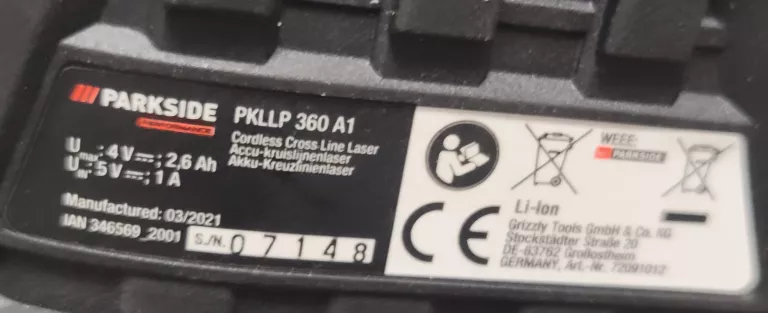 PARKSIDE
PERFORMANCE
PKLLP 360 A1
Cordless Cross Line Laser
Accu-kruislijnenlaser
Akku-Kreuzlinienlaser
Umax: 4 V⎓; 2,6 Ah
Uin: 5 V⎓; 1 A
Manufactured: 03/2021
IAN 346569_2001
S./N. 07148
WEEE:
PARKSIDE
Li-Ion
CE
Grizzly Tools GmbH & Co. KG
Stockstädter Straße 20
DE-63762 Großostheim
GERMANY, Art.-Nr. 72091012